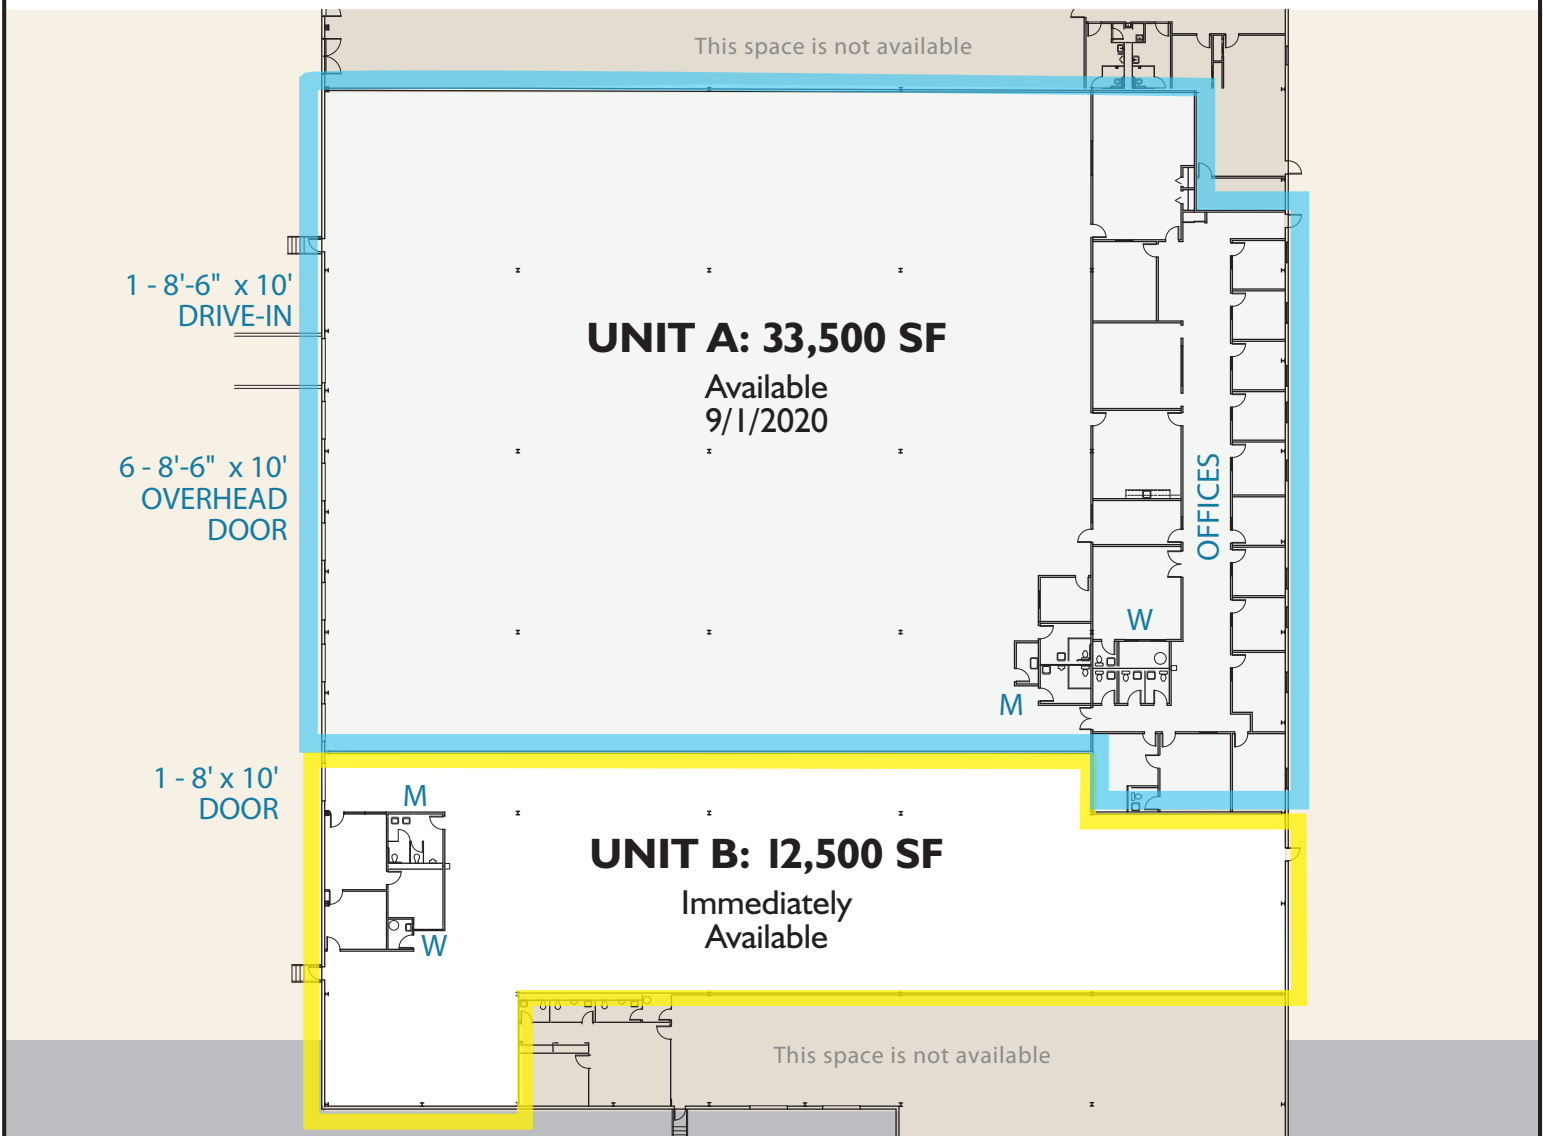 This space is not available
1 - 8'-6" x 10'
DRIVE-IN
UNIT A: 33,500 SF
Available
9/1/2020
6 - 8'-6" x 10'
OVERHEAD
DOOR
OFFICES
W
M
1 - 8' x 10'
DOOR
M
UNIT B: 12,500 SF
Immediately
Available
W
This space is not available